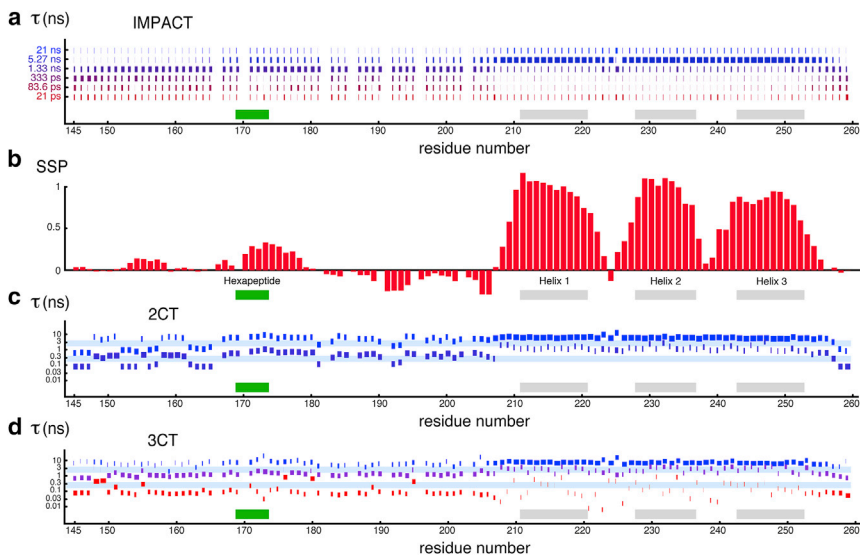 a τ (ns) IMPACT
21 ns
5.27 ns
1.33 ns
333 ps
83.6 ps
21 ps
145 150 160 170 180 190 200 210 220 230 240 250 260
residue number
b SSP
1
0.5
0
Hexapeptide Helix 1 Helix 2 Helix 3
c τ (ns) 2CT
10
3
1
0.3
0.1
0.03
0.01
145 150 160 170 180 190 200 210 220 230 240 250 260
residue number
d τ (ns) 3CT
10
3
1
0.3
0.1
0.03
0.01
145 150 160 170 180 190 200 210 220 230 240 250 260
residue number